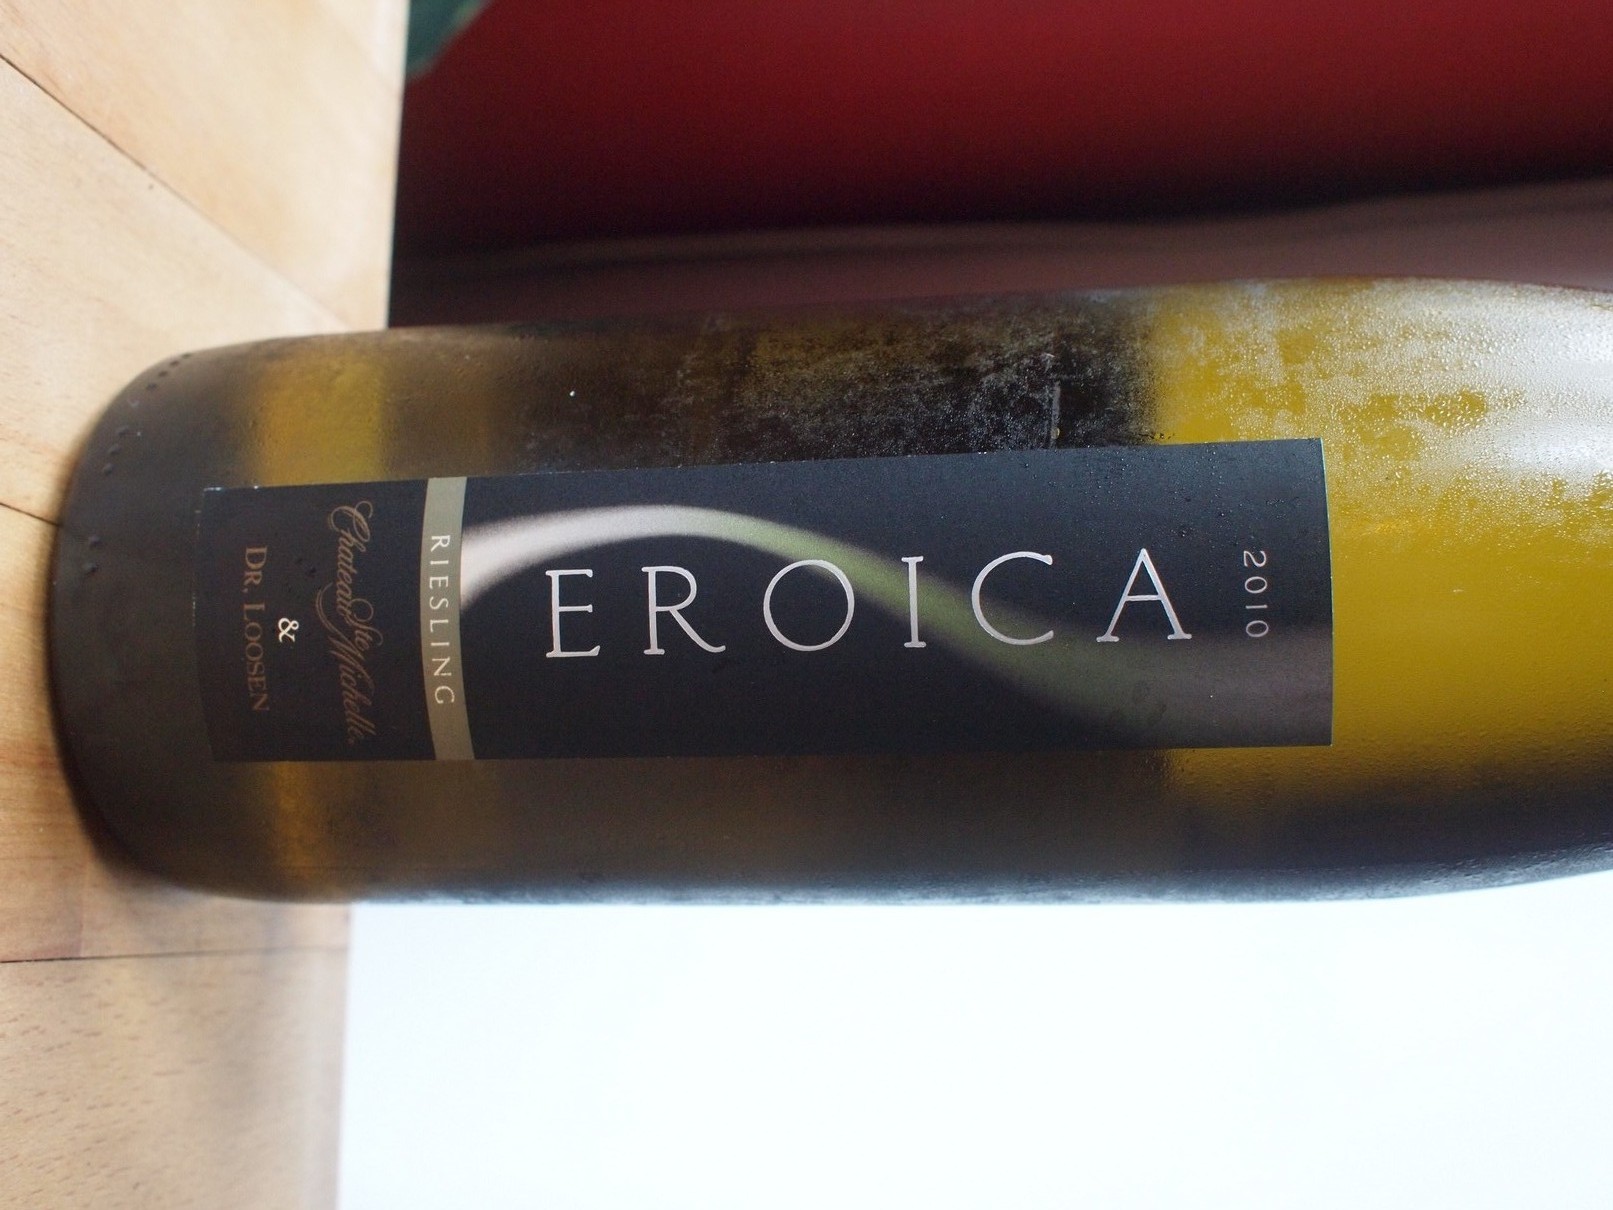 2010
EROICA
RIESLING
Chateau Ste Michelle
&
DR. LOOSEN